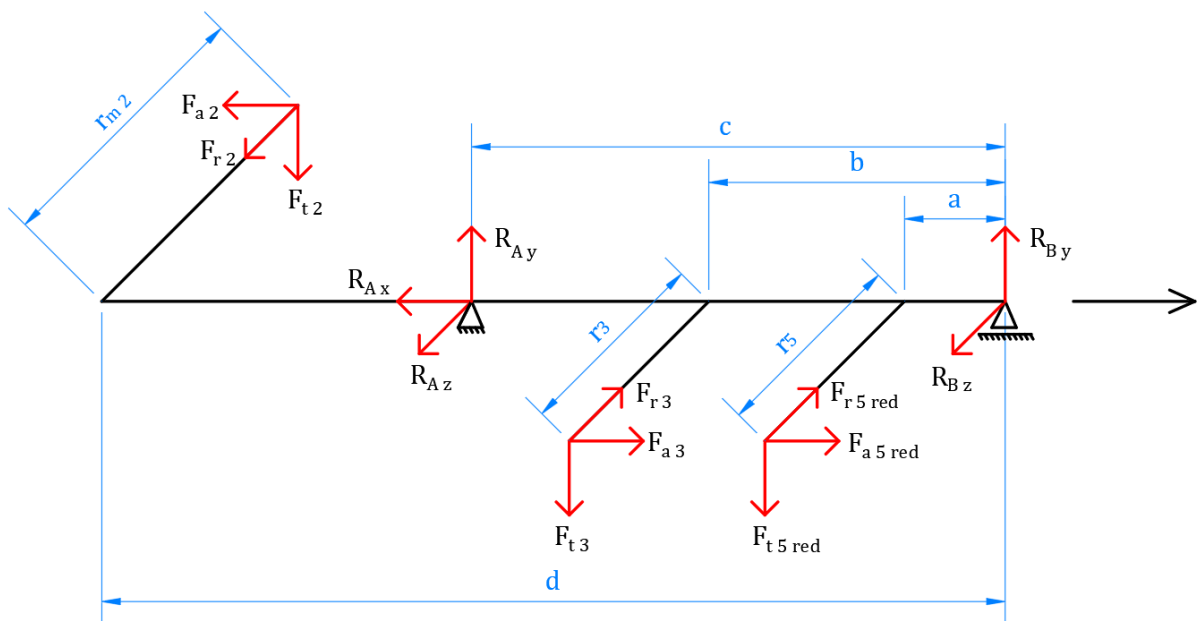 r m 2
F a 2
F r 2
F t 2
c
b
a
R A y
R B y
R A x
R A z
R B z
r3
r5
F r 3
F r 5 red
F a 3
F a 5 red
F t 3
F t 5 red
d